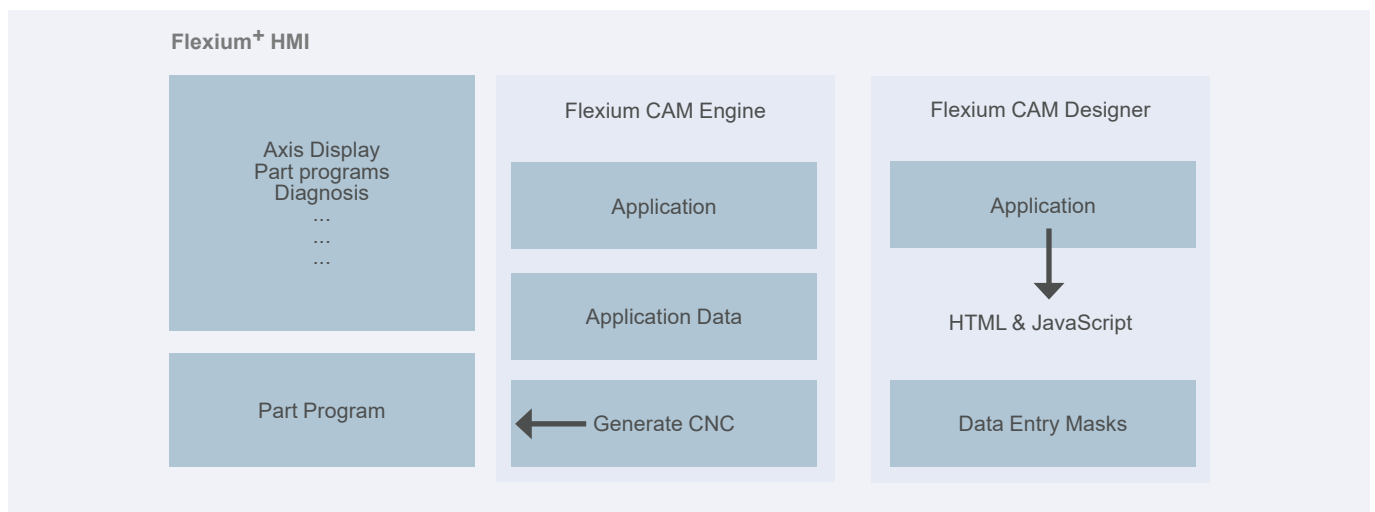 Flexium+ HMI
Axis Display
Part programs
Diagnosis
...
...
...
Part Program
Flexium CAM Engine
Application
Application Data
Generate CNC
Flexium CAM Designer
Application
HTML & JavaScript
Data Entry Masks